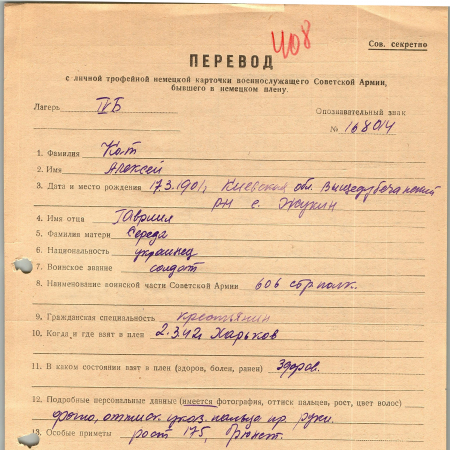 408
Сов. секретно
ПЕРЕВОД
с личной трофейной немецкой карточки военнослужащего Советской Армии,
бывшего в немецком плену.
Лагерь IVБ
Опознавательный знак
№ 168014
1. Фамилия Кот
2. Имя Алексей
3. Дата и место рождения 17.3.1901, Киевская обл. Вышедубечанский
рн с. Жукин
4. Имя отца Гавриил
5. Фамилия матери Середа
6. Национальность украинец
7. Воинское звание солдат
8. Наименование воинской части Советской Армии 606 стр полк.
9. Гражданская специальность крестьянин
10. Когда и где взят в плен 2.3.42г Харьков
11. В каком состоянии взят в плен (здоров, болен, ранен) здоров.
12. Подробные персональные данные (имеется фотография, оттиск пальцев, рост, цвет волос)
фото, оттиск указ. пальца пр. руки.
13. Особые приметы рост 175, брюнет.